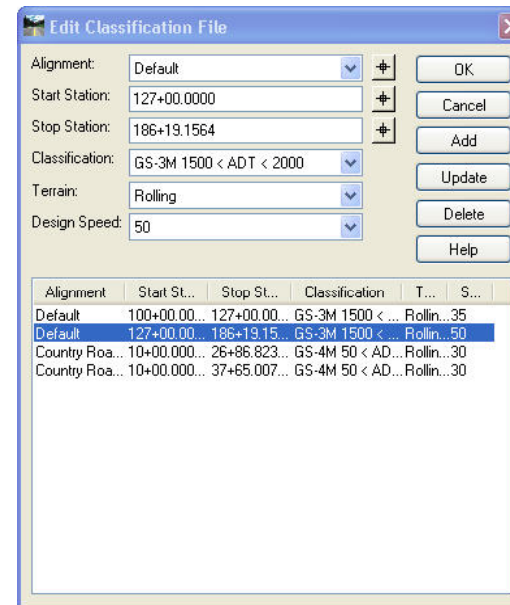 Edit Classification File
Alignment: Default OK
Start Station: 127+00.0000 Cancel
Stop Station: 186+19.1564 Add
Classification: GS-3M 1500 < ADT < 2000 Update
Terrain: Rolling Delete
Design Speed: 50 Help
Alignment Start St... Stop St... Classification T... S...
Default 100+00.00... 127+00.00... GS-3M 1500 < ... Rollin... 35
Default 127+00.00... 186+19.15... GS-3M 1500 < ... Rollin... 50
Country Roa... 10+00.000... 26+86.823... GS-4M 50 < AD... Rollin... 30
Country Roa... 10+00.000... 37+65.007... GS-4M 50 < AD... Rollin... 30